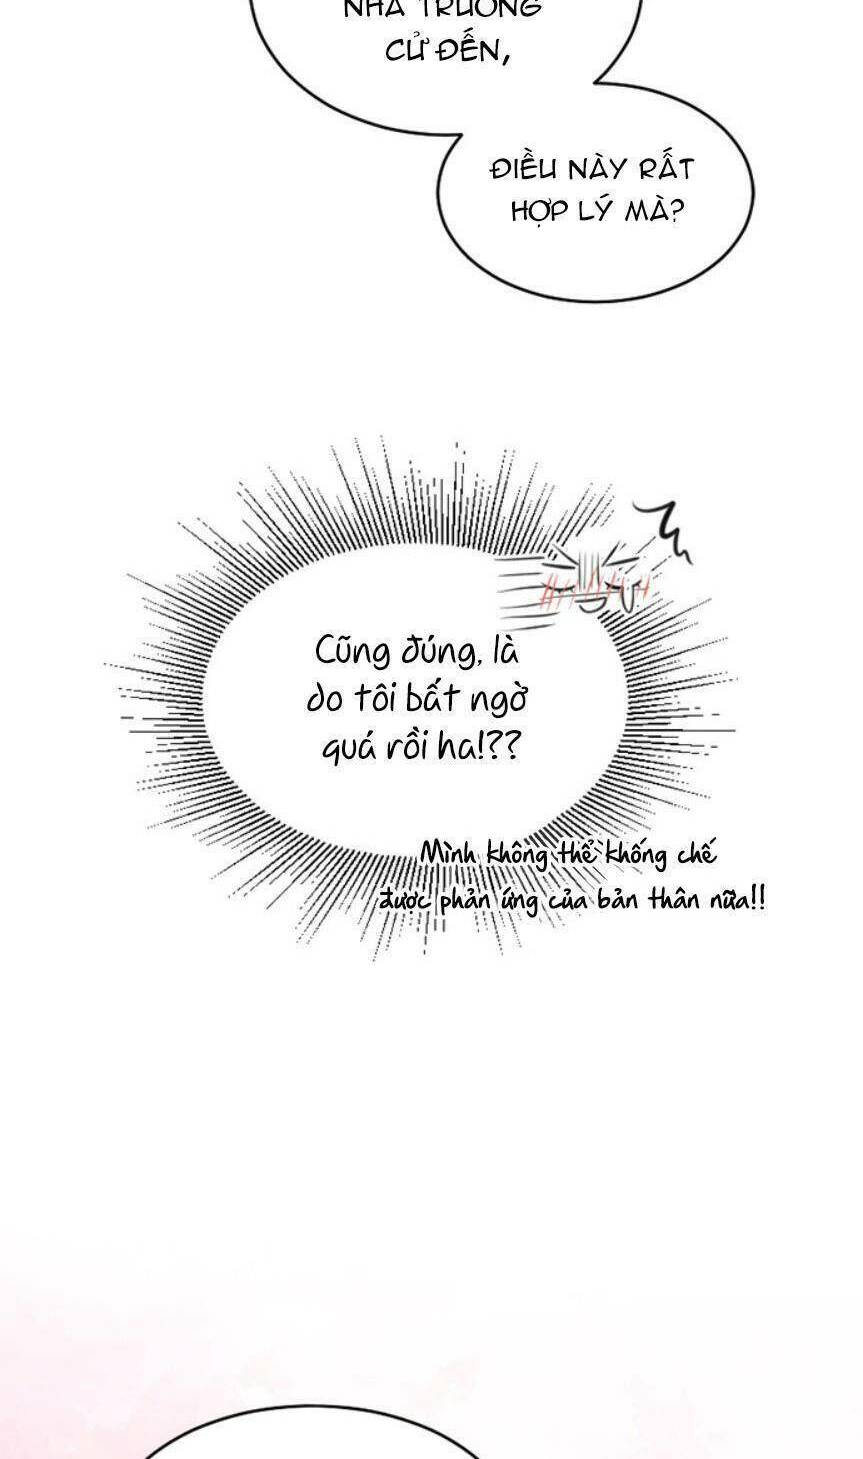 NHÀ TRƯỜNG
CỬ ĐẾN,
ĐIỀU NÀY RẤT
HỢP LÝ MÀ?
Cũng đúng, là
do tôi bất ngờ
quá rồi ha!??
Mình không thể khống chế
được phản ứng của bản thân nữa!!